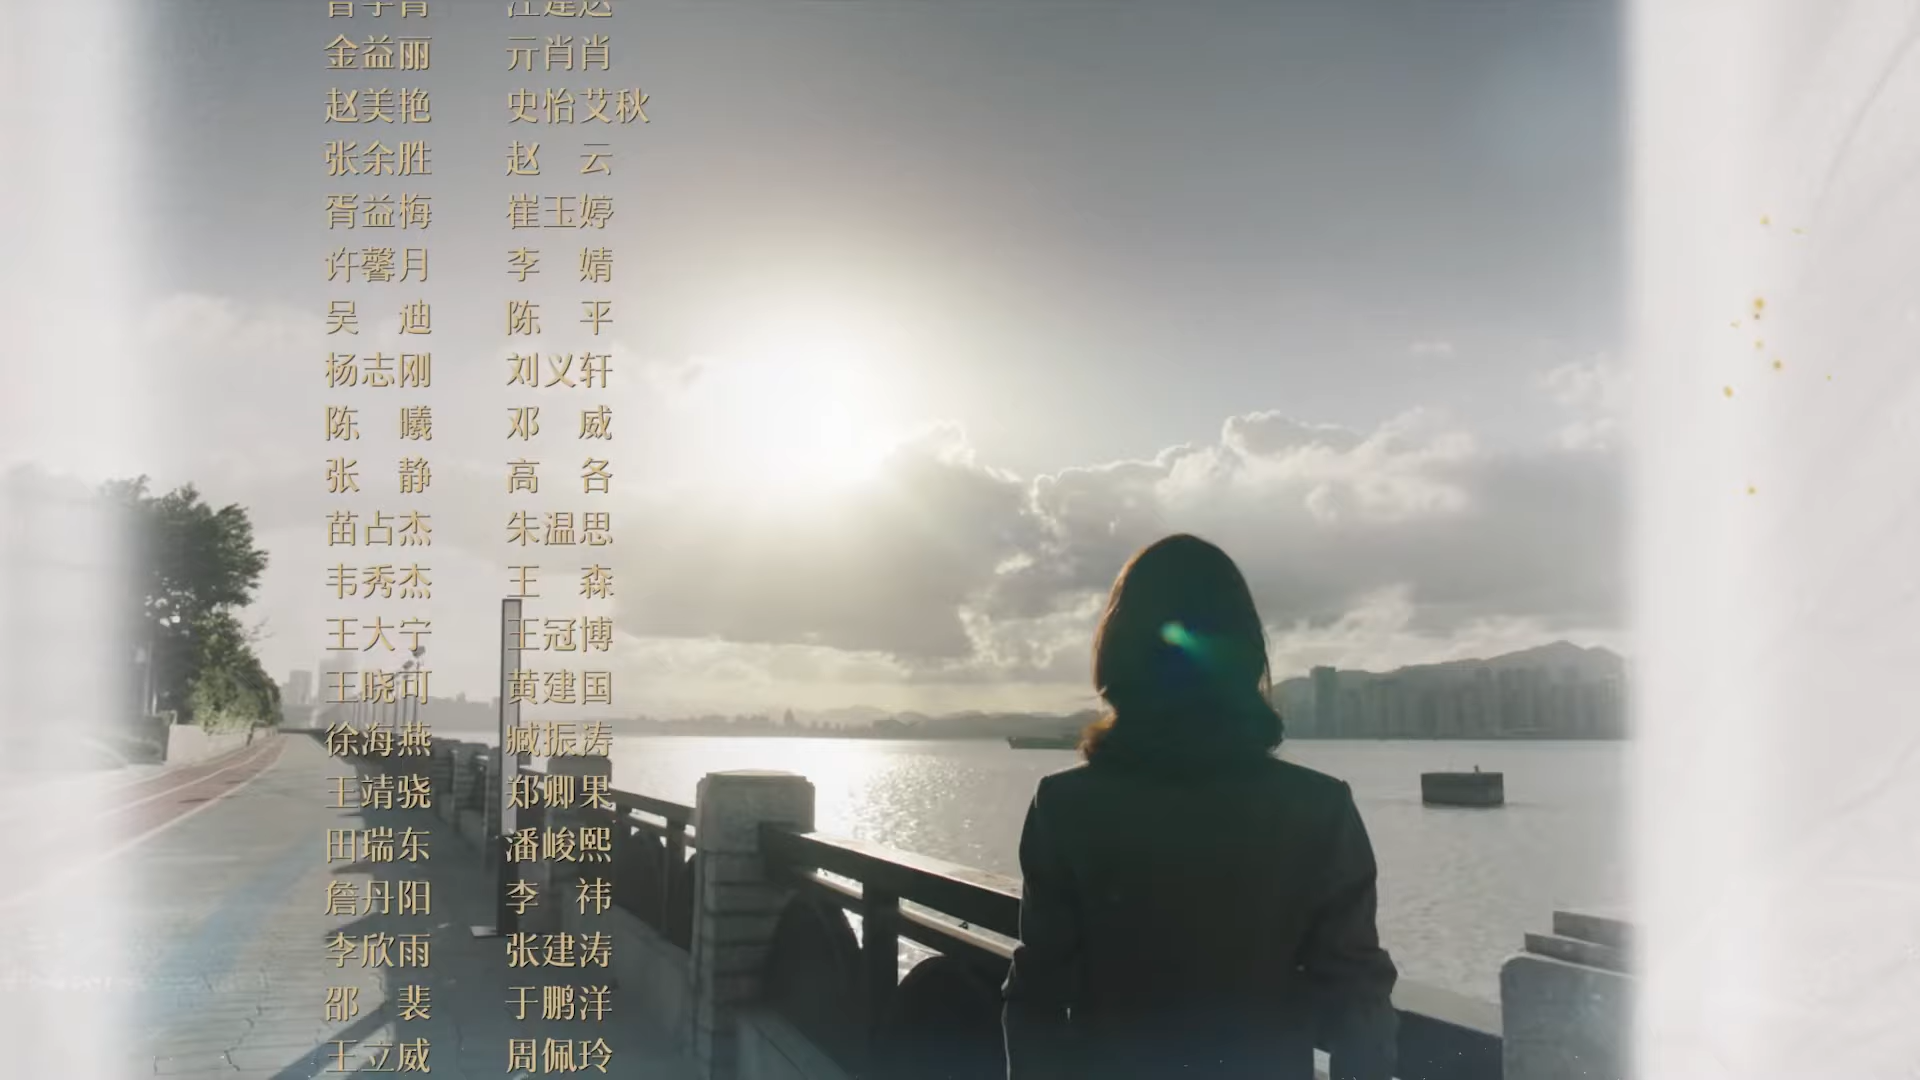 金益丽 亓肖肖
赵美艳 史怡艾秋
张余胜 赵 云
胥益梅 崔玉婷
许馨月 李 婧
吴 迪 陈 平
杨志刚 刘义轩
陈 曦 邓 威
张 静 高 各
苗占杰 朱温思
韦秀杰 王 森
王大宁 王冠博
王晓可 黄建国
徐海燕 臧振涛
王靖骁 郑卿果
田瑞东 潘峻熙
詹丹阳 李 祎
李欣雨 张建涛
邵 裴 于鹏洋
王立威 周佩玲